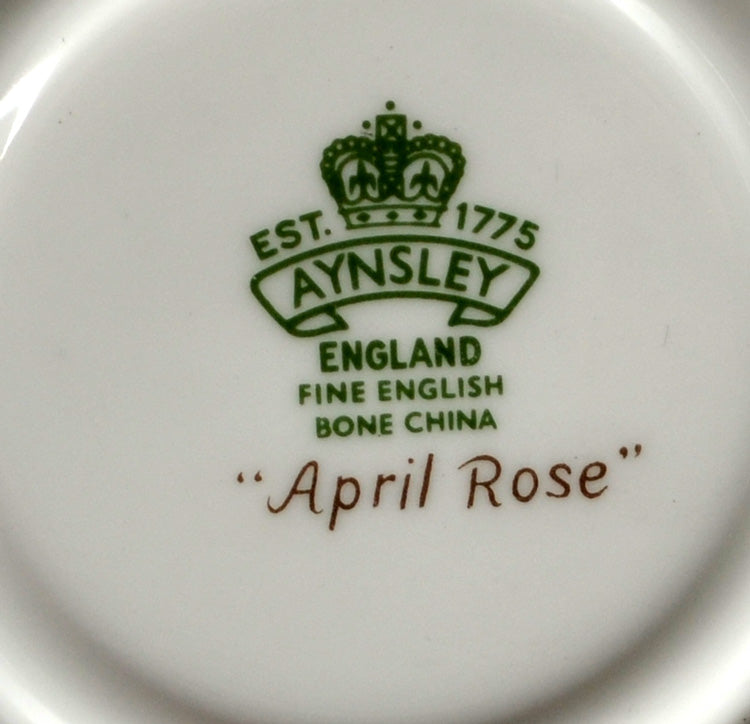 EST. 1775
AYNSLEY
ENGLAND
FINE ENGLISH
BONE CHINA
"April Rose"